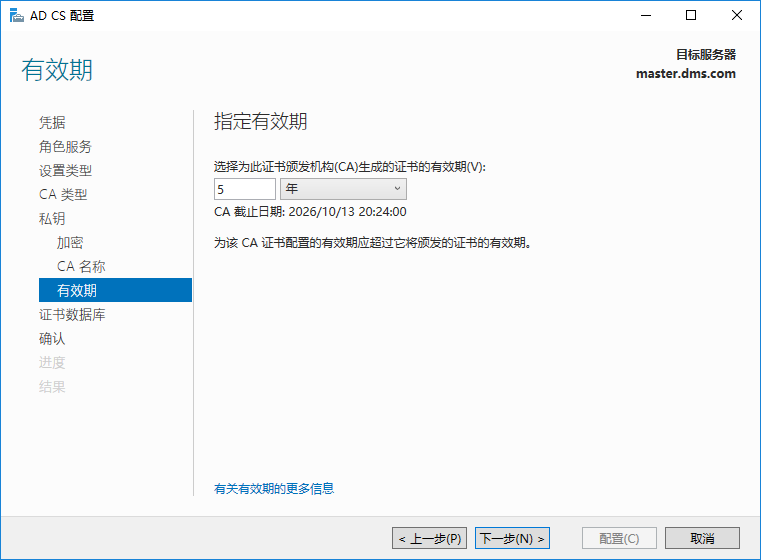 AD CS 配置
目标服务器
master.dms.com
有效期
凭据
角色服务
设置类型
CA 类型
私钥
加密
CA 名称
有效期
证书数据库
确认
进度
结果
指定有效期
选择为此证书颁发机构(CA)生成的证书的有效期(V):
5 年
CA 截止日期: 2026/10/13 20:24:00
为该 CA 证书配置的有效期应超过它将颁发的证书的有效期。
有关有效期的更多信息
< 上一步(P) 下一步(N) > 配置(C) 取消